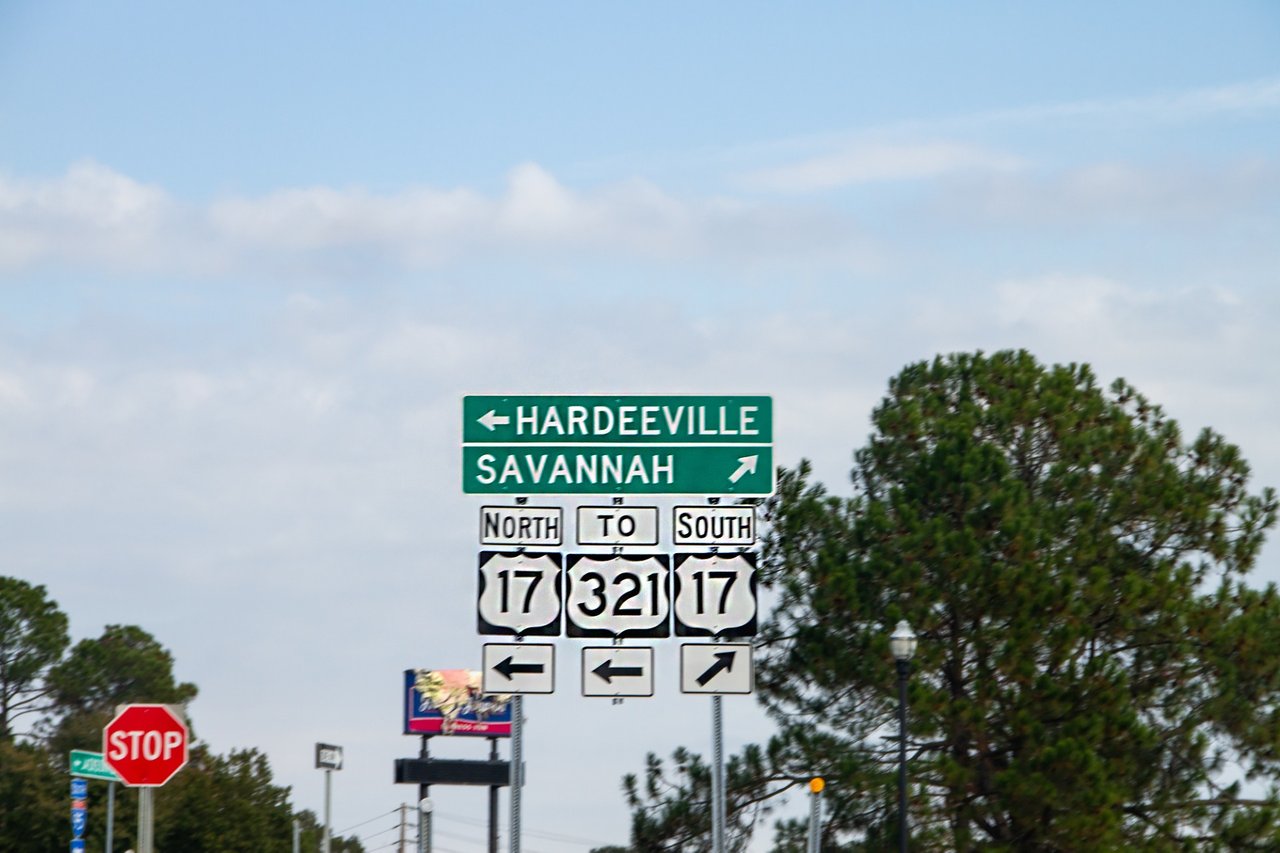 HARDEEVILLE
SAVANNAH
NORTH TO SOUTH
17 321 17
STOP